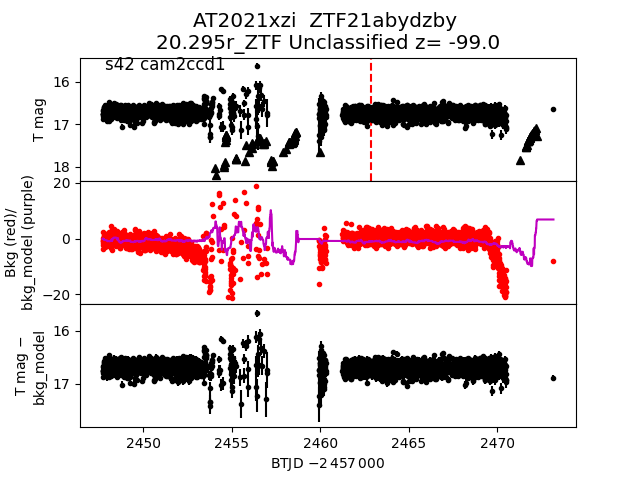 AT2021xzi  ZTF21abydzby
20.295r_ZTF Unclassified z= -99.0
s42 cam2ccd1
T mag
16
17
18
Bkg (red)/
bkg_model (purple)
20
0
−20
T mag −
bkg_model
16
17
2450
2455
2460
2465
2470
BTJD −2 457 000